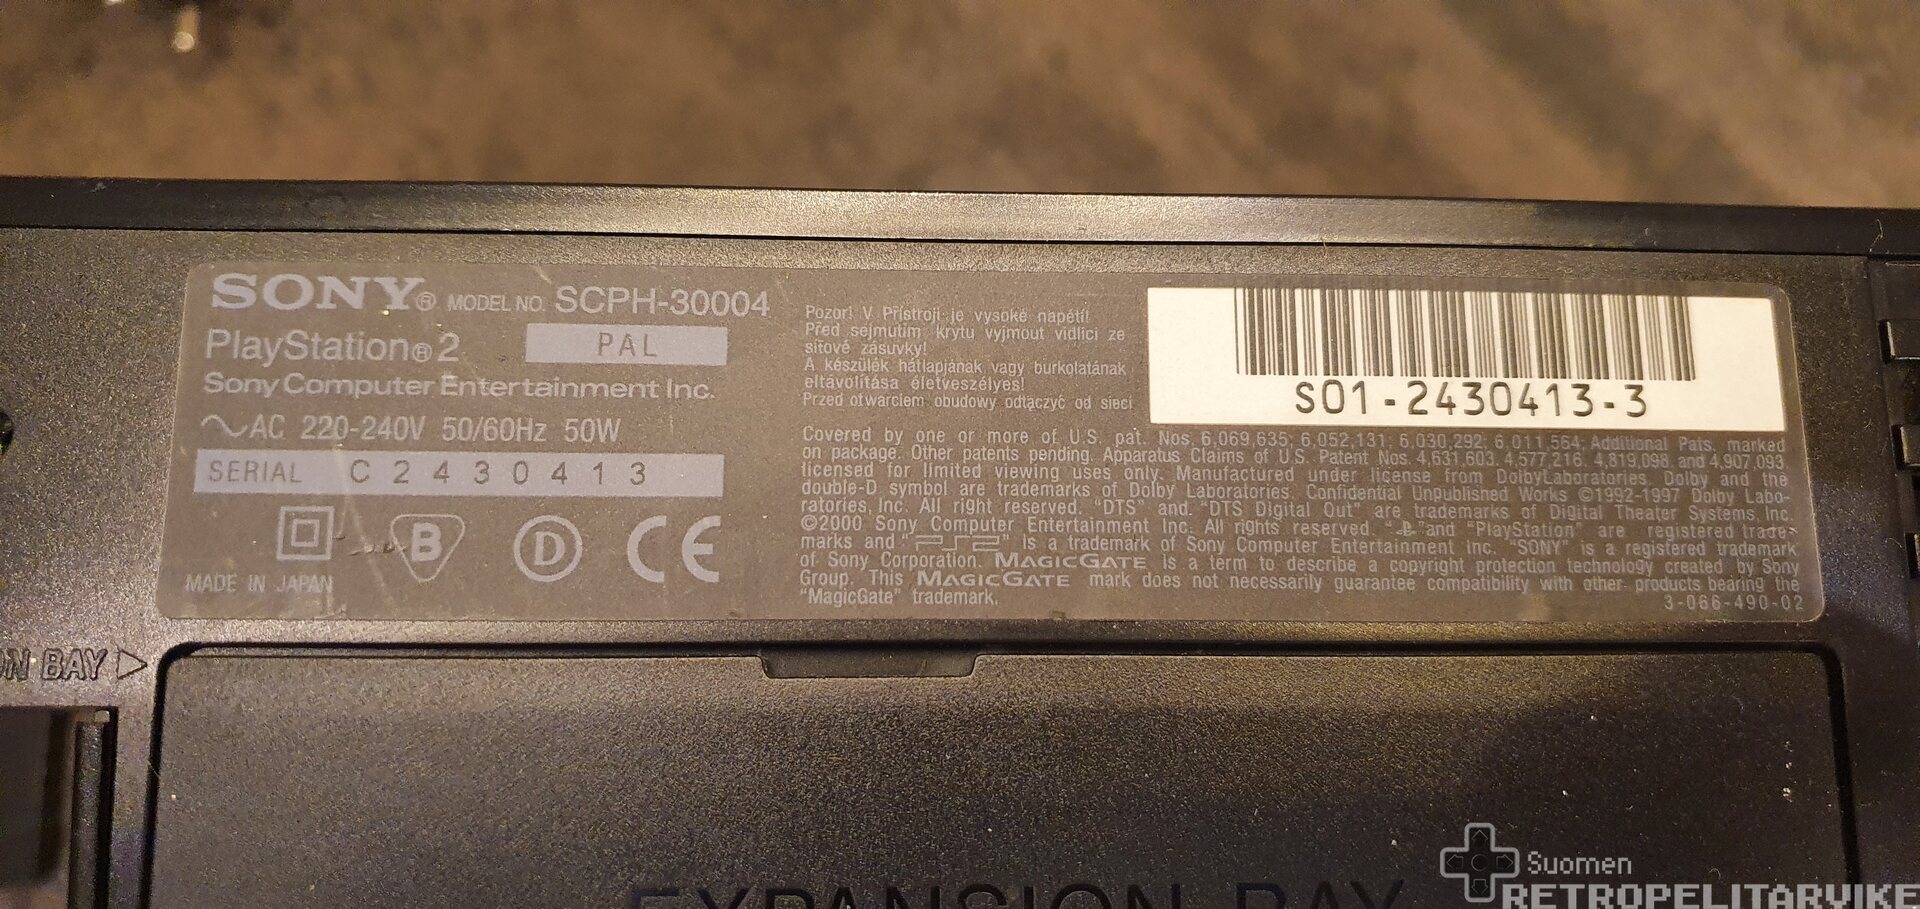 SONY® MODEL NO. SCPH-30004
PlayStation®2 PAL
Sony Computer Entertainment Inc.
AC 220-240V 50/60Hz 50W
SERIAL C2430413
B D CE
MADE IN JAPAN
Pozor! V Přístroji je vysoké napětí!
Před sejmutím krytu vyjmout vidlici ze
síťové zásuvky!
A készülék hátlapjának vagy burkolatának
eltávolítása életveszélyes!
Przed otwarciem obudowy odłączyć od sieci
S01-2430413-3
Covered by one or more of U.S. pat. Nos. 6,069,635; 6,052,131; 6,030,292; 6,011,564; Additional Pats. marked
on package. Other patents pending. Apparatus Claims of U.S. Patent Nos. 4,631,603, 4,577,216, 4,819,098, and 4,907,093,
licensed for limited viewing uses only. Manufactured under license from DolbyLaboratories. Dolby and the
double-D symbol are trademarks of Dolby Laboratories. Confidential Unpublished Works ©1992-1997 Dolby Labo-
ratories, Inc. All right reserved. "DTS" and "DTS Digital Out" are trademarks of Digital Theater Systems, Inc.
©2000 Sony Computer Entertainment Inc. All rights reserved. " " and "PlayStation" are registered trade-
marks and "PS2" is a trademark of Sony Computer Entertainment Inc. "SONY" is a registered trademark
of Sony Corporation. MAGICGATE is a term to describe a copyright protection technology created by Sony
Group. This MAGICGATE mark does not necessarily guarantee compatibility with other products bearing the
"MagicGate" trademark.
3-066-490-02
BAY
EXPANSION BAY
Suomen
RETROPELITARVIKE